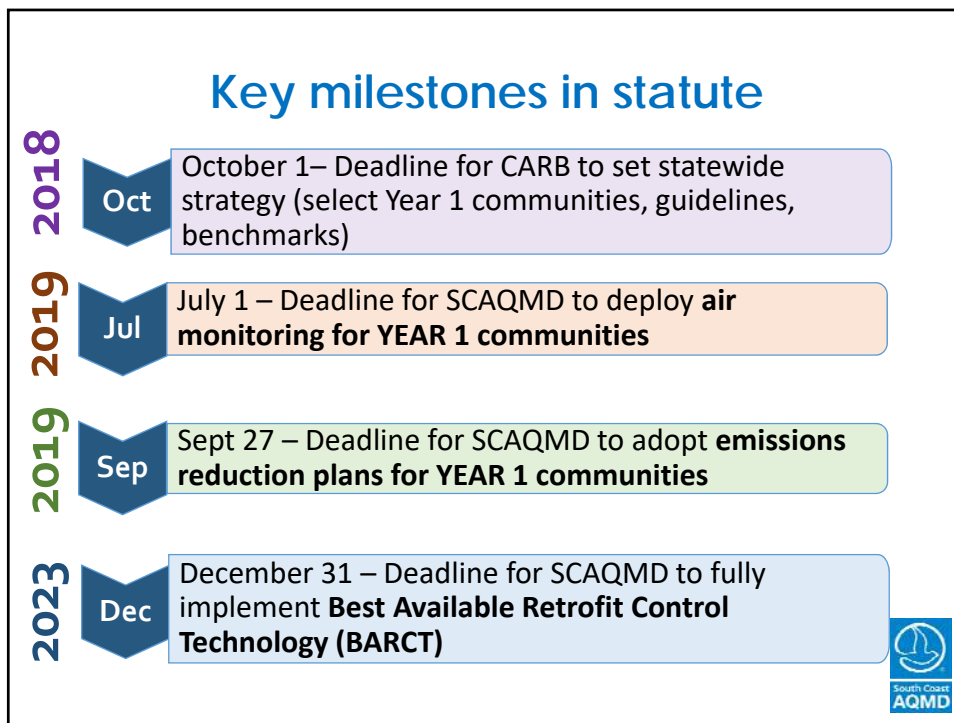 Key milestones in statute
2018
Oct
October 1– Deadline for CARB to set statewide
strategy (select Year 1 communities, guidelines,
benchmarks)
2019
Jul
July 1 – Deadline for SCAQMD to deploy air
monitoring for YEAR 1 communities
2019
Sep
Sept 27 – Deadline for SCAQMD to adopt emissions
reduction plans for YEAR 1 communities
2023
Dec
December 31 – Deadline for SCAQMD to fully
implement Best Available Retrofit Control
Technology (BARCT)
South Coast
AQMD